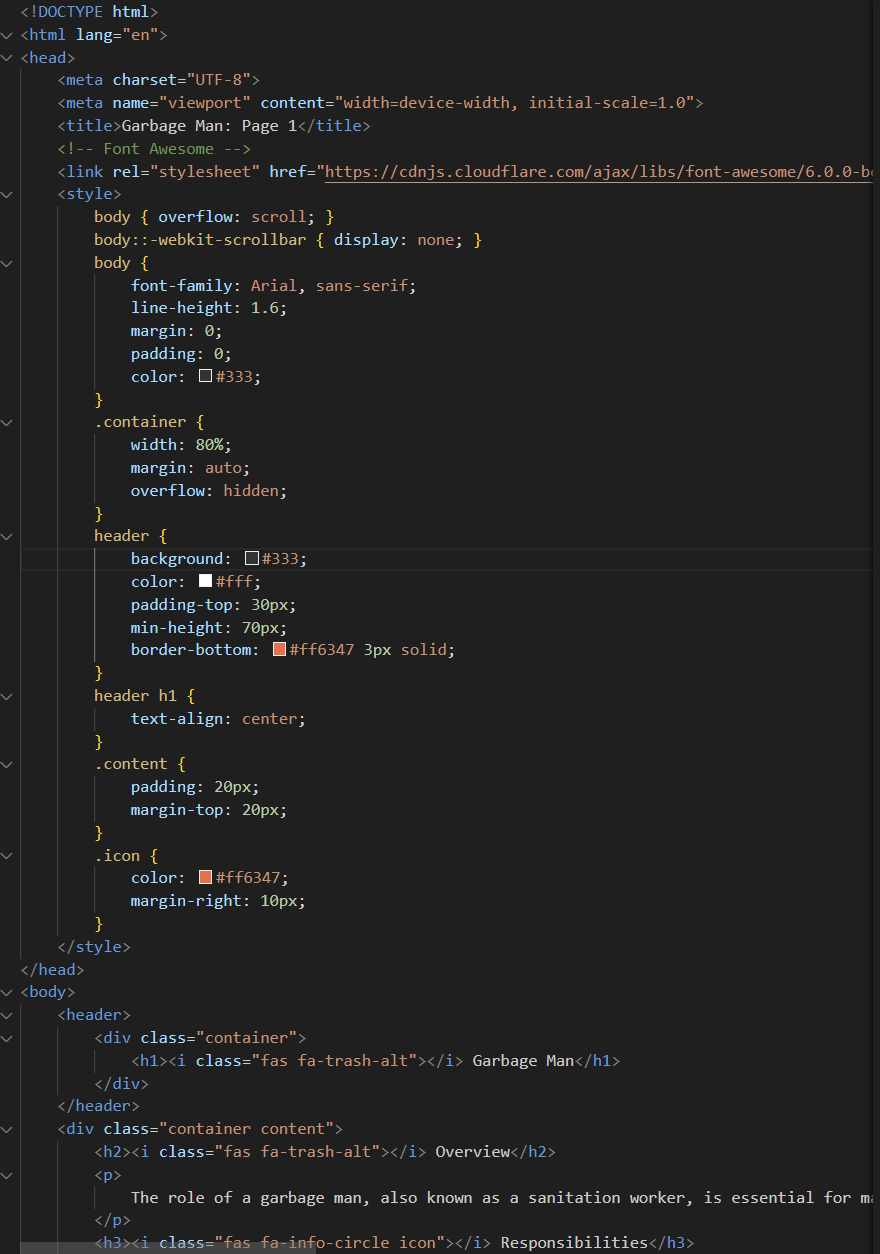 <!DOCTYPE html>
<html lang="en">
<head>
    <meta charset="UTF-8">
    <meta name="viewport" content="width=device-width, initial-scale=1.0">
    <title>Garbage Man: Page 1</title>
    <!-- Font Awesome -->
    <link rel="stylesheet" href="https://cdnjs.cloudflare.com/ajax/libs/font-awesome/6.0.0-b
    <style>
        body { overflow: scroll; }
        body::-webkit-scrollbar { display: none; }
        body {
            font-family: Arial, sans-serif;
            line-height: 1.6;
            margin: 0;
            padding: 0;
            color: #333;
        }
        .container {
            width: 80%;
            margin: auto;
            overflow: hidden;
        }
        header {
            background: #333;
            color: #fff;
            padding-top: 30px;
            min-height: 70px;
            border-bottom: #ff6347 3px solid;
        }
        header h1 {
            text-align: center;
        }
        .content {
            padding: 20px;
            margin-top: 20px;
        }
        .icon {
            color: #ff6347;
            margin-right: 10px;
        }
    </style>
</head>
<body>
    <header>
        <div class="container">
            <h1><i class="fas fa-trash-alt"></i> Garbage Man</h1>
        </div>
    </header>
    <div class="container content">
        <h2><i class="fas fa-trash-alt"></i> Overview</h2>
        <p>
            The role of a garbage man, also known as a sanitation worker, is essential for
        </p>
        <h3><i class="fas fa-info-circle icon"></i> Responsibilities</h3>